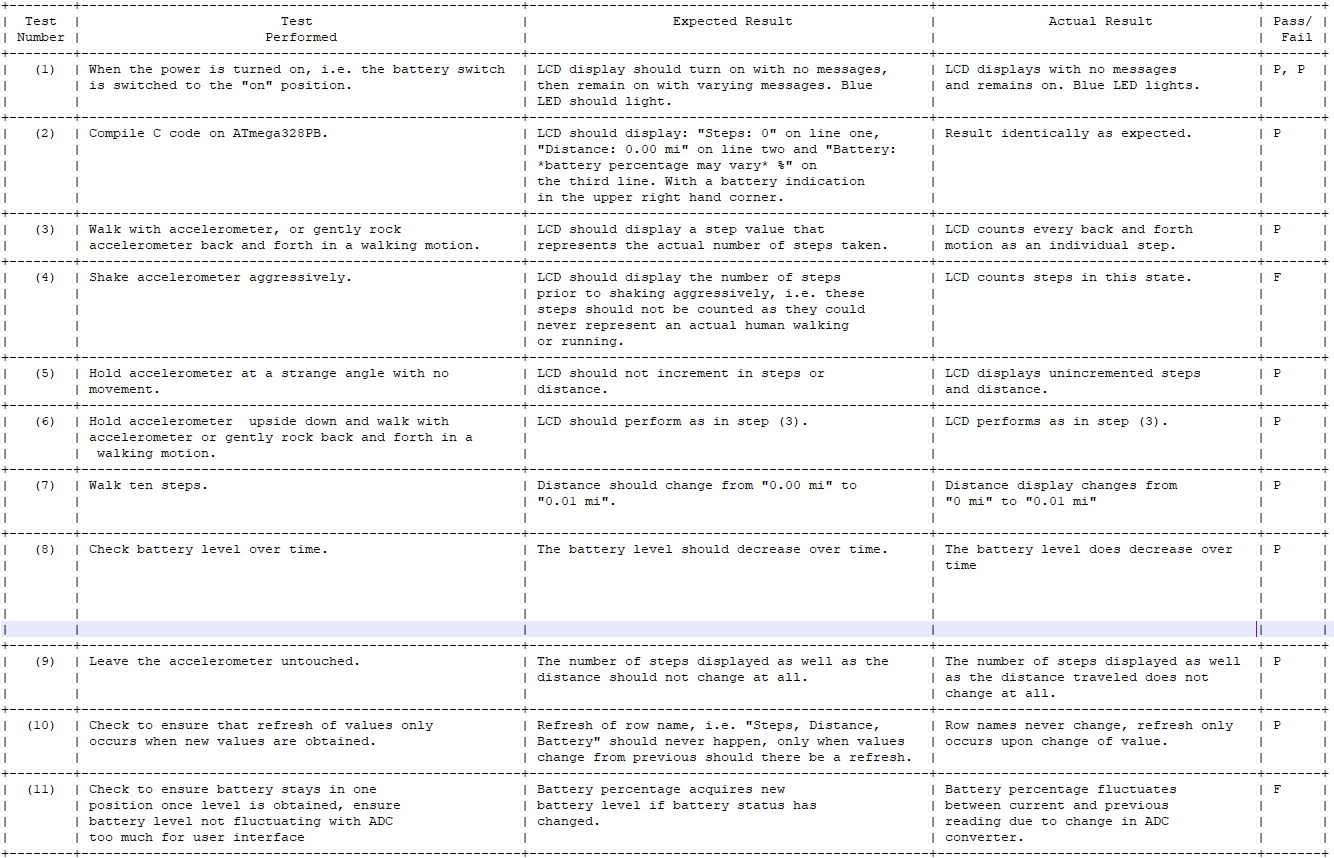 Test Test Expected Result Actual Result Pass/
Number Performed Fail
(1) When the power is turned on, i.e. the battery switch LCD display should turn on with no messages, LCD displays with no messages P, P
is switched to the "on" position. then remain on with varying messages. Blue and remains on. Blue LED lights.
LED should light.
(2) Compile C code on ATmega328PB. LCD should display: "Steps: 0" on line one, Result identically as expected. P
"Distance: 0.00 mi" on line two and "Battery:
*battery percentage may vary* %" on
the third line. With a battery indication
in the upper right hand corner.
(3) Walk with accelerometer, or gently rock LCD should display a step value that LCD counts every back and forth P
accelerometer back and forth in a walking motion. represents the actual number of steps taken. motion as an individual step.
(4) Shake accelerometer aggressively. LCD should display the number of steps LCD counts steps in this state. F
prior to shaking aggressively, i.e. these
steps should not be counted as they could
never represent an actual human walking
or running.
(5) Hold accelerometer at a strange angle with no LCD should not increment in steps or LCD displays unincremented steps P
movement. distance. and distance.
(6) Hold accelerometer  upside down and walk with LCD should perform as in step (3). LCD performs as in step (3). P
accelerometer or gently rock back and forth in a
walking motion.
(7) Walk ten steps. Distance should change from "0.00 mi" to Distance display changes from P
"0.01 mi". "0 mi" to "0.01 mi"
(8) Check battery level over time. The battery level should decrease over time. The battery level does decrease over P
time
(9) Leave the accelerometer untouched. The number of steps displayed as well as the The number of steps displayed as well P
distance should not change at all. as the distance traveled does not
change at all.
(10) Check to ensure that refresh of values only Refresh of row name, i.e. "Steps, Distance, Row names never change, refresh only P
occurs when new values are obtained. Battery" should never happen, only when values occurs upon change of value.
change from previous should there be a refresh.
(11) Check to ensure battery stays in one Battery percentage acquires new Battery percentage fluctuates F
position once level is obtained, ensure battery level if battery status has between current and previous
battery level not fluctuating with ADC changed. reading due to change in ADC
too much for user interface converter.